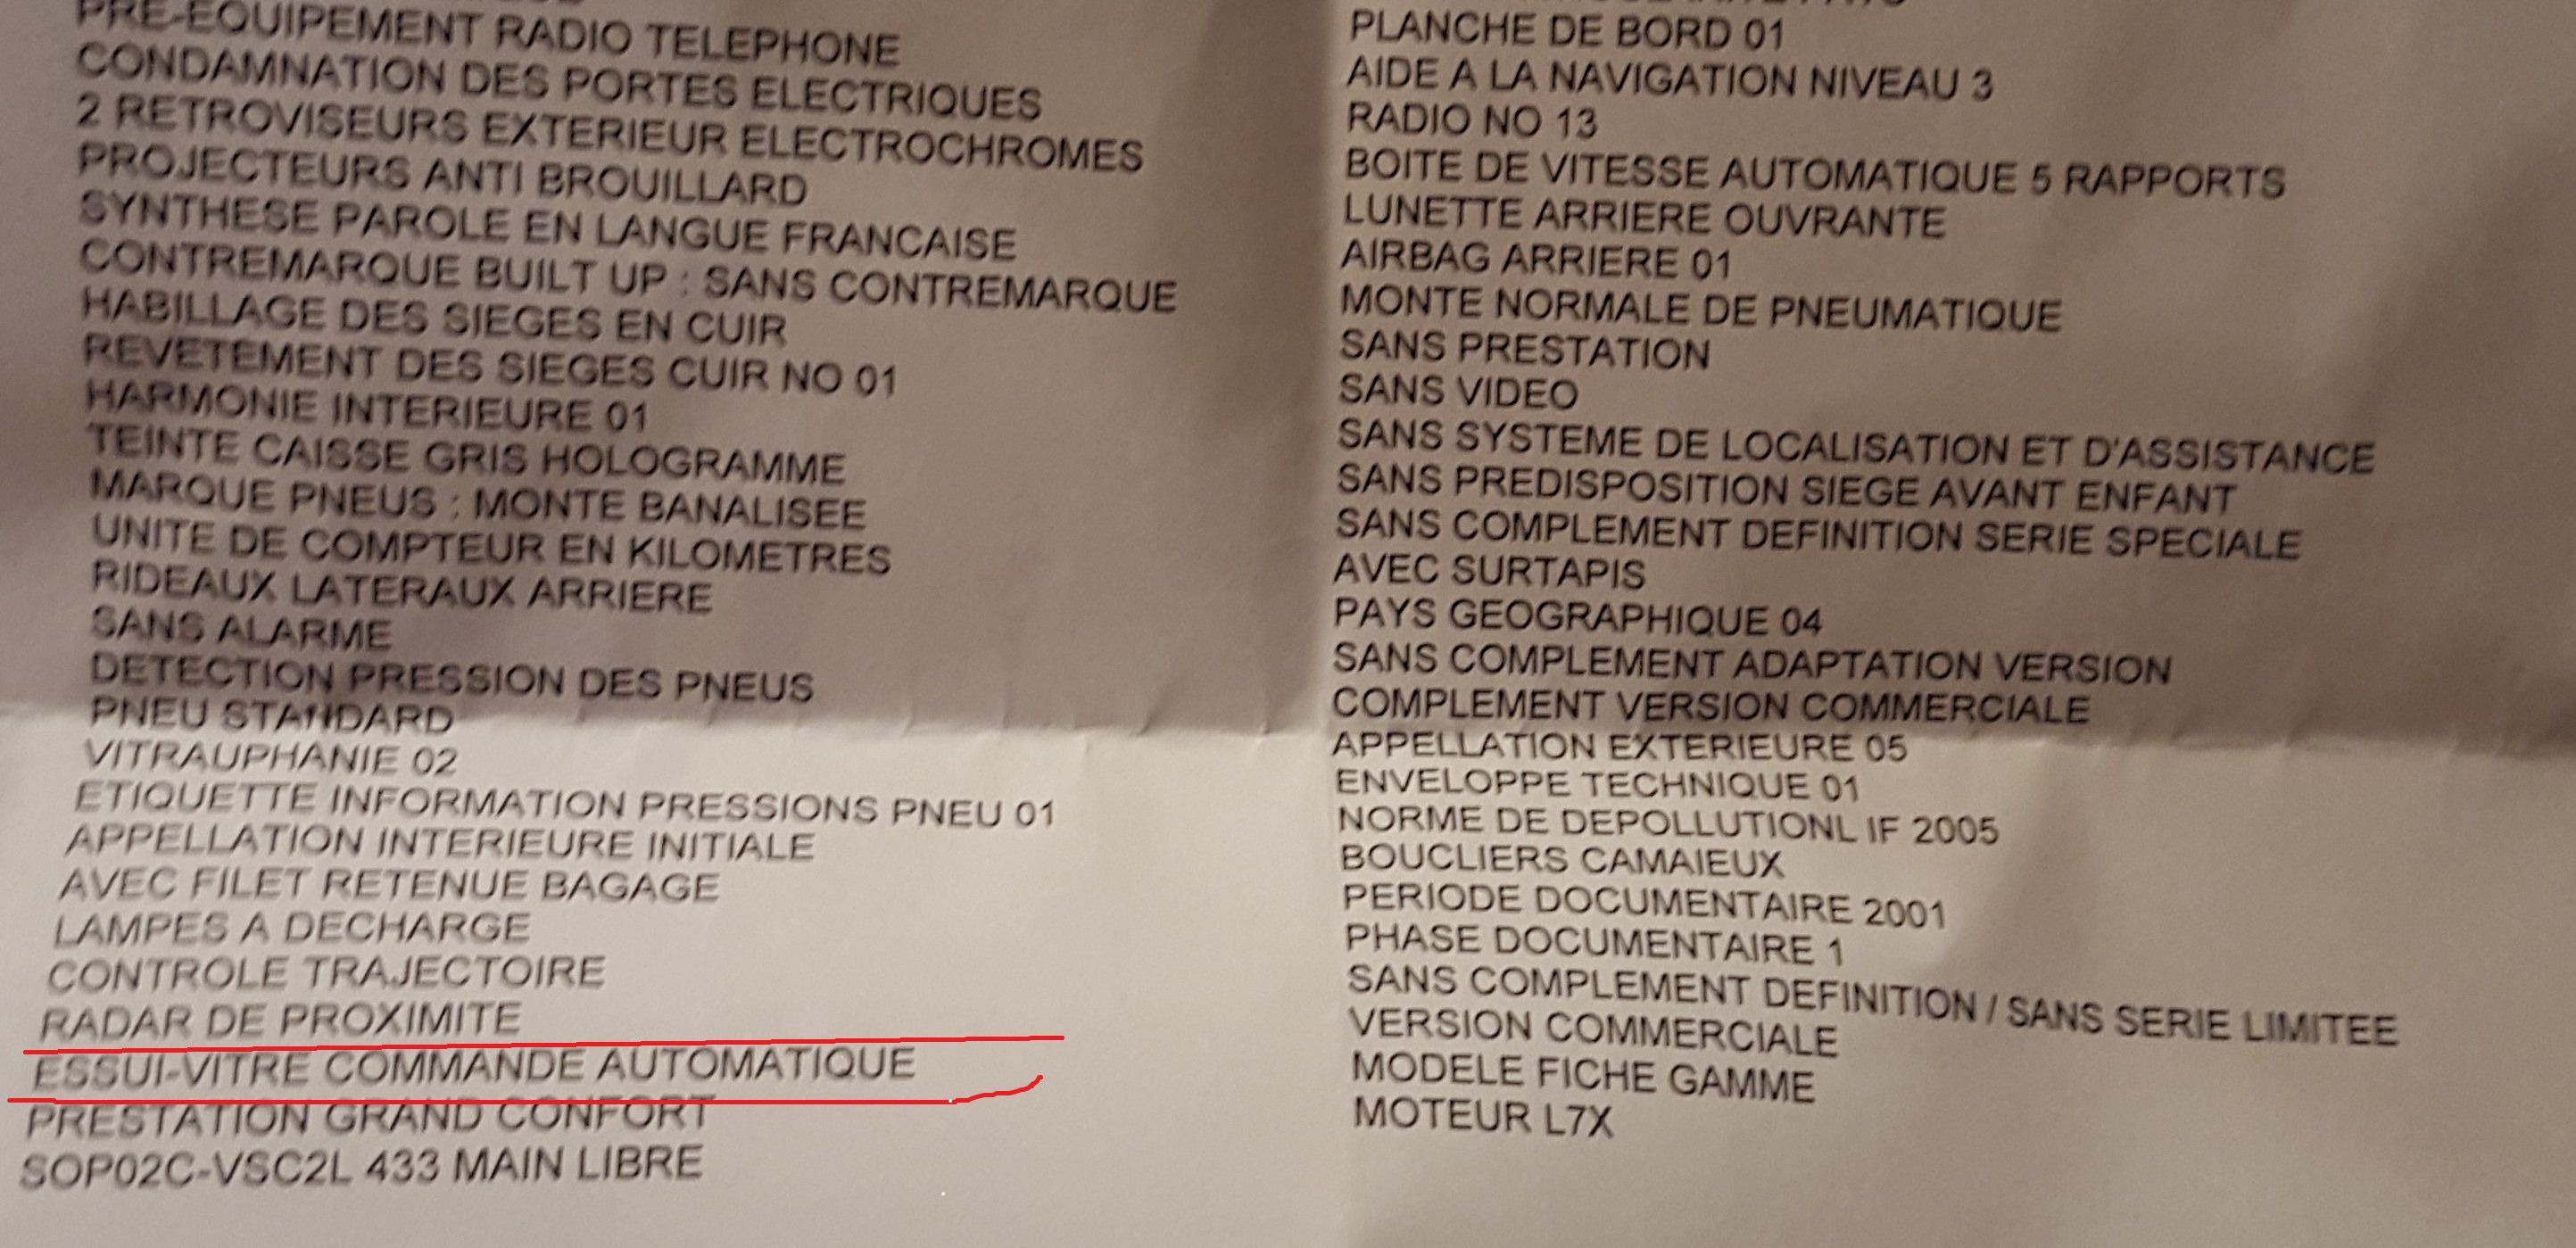 PRE-EQUIPEMENT RADIO TELEPHONE
CONDAMNATION DES PORTES ELECTRIQUES
2 RETROVISEURS EXTERIEUR ELECTROCHROMES
PROJECTEURS ANTI BROUILLARD
SYNTHESE PAROLE EN LANGUE FRANCAISE
CONTREMARQUE BUILT UP : SANS CONTREMARQUE
HABILLAGE DES SIEGES EN CUIR
REVETEMENT DES SIEGES CUIR NO 01
HARMONIE INTERIEURE 01
TEINTE CAISSE GRIS HOLOGRAMME
MARQUE PNEUS : MONTE BANALISEE
UNITE DE COMPTEUR EN KILOMETRES
RIDEAUX LATERAUX ARRIERE
SANS ALARME
DETECTION PRESSION DES PNEUS
PNEU STANDARD
VITRAUPHANIE 02
ETIQUETTE INFORMATION PRESSIONS PNEU 01
APPELLATION INTERIEURE INITIALE
AVEC FILET RETENUE BAGAGE
LAMPES A DECHARGE
CONTROLE TRAJECTOIRE
RADAR DE PROXIMITE
ESSUI-VITRE COMMANDE AUTOMATIQUE
PRESTATION GRAND CONFORT
SOP02C-VSC2L 433 MAIN LIBRE
PLANCHE DE BORD 01
AIDE A LA NAVIGATION NIVEAU 3
RADIO NO 13
BOITE DE VITESSE AUTOMATIQUE 5 RAPPORTS
LUNETTE ARRIERE OUVRANTE
AIRBAG ARRIERE 01
MONTE NORMALE DE PNEUMATIQUE
SANS PRESTATION
SANS VIDEO
SANS SYSTEME DE LOCALISATION ET D'ASSISTANCE
SANS PREDISPOSITION SIEGE AVANT ENFANT
SANS COMPLEMENT DEFINITION SERIE SPECIALE
AVEC SURTAPIS
PAYS GEOGRAPHIQUE 04
SANS COMPLEMENT ADAPTATION VERSION
COMPLEMENT VERSION COMMERCIALE
APPELLATION EXTERIEURE 05
ENVELOPPE TECHNIQUE 01
NORME DE DEPOLLUTIONL IF 2005
BOUCLIERS CAMAIEUX
PERIODE DOCUMENTAIRE 2001
PHASE DOCUMENTAIRE 1
SANS COMPLEMENT DEFINITION / SANS SERIE LIMITEE
VERSION COMMERCIALE
MODELE FICHE GAMME
MOTEUR L7X